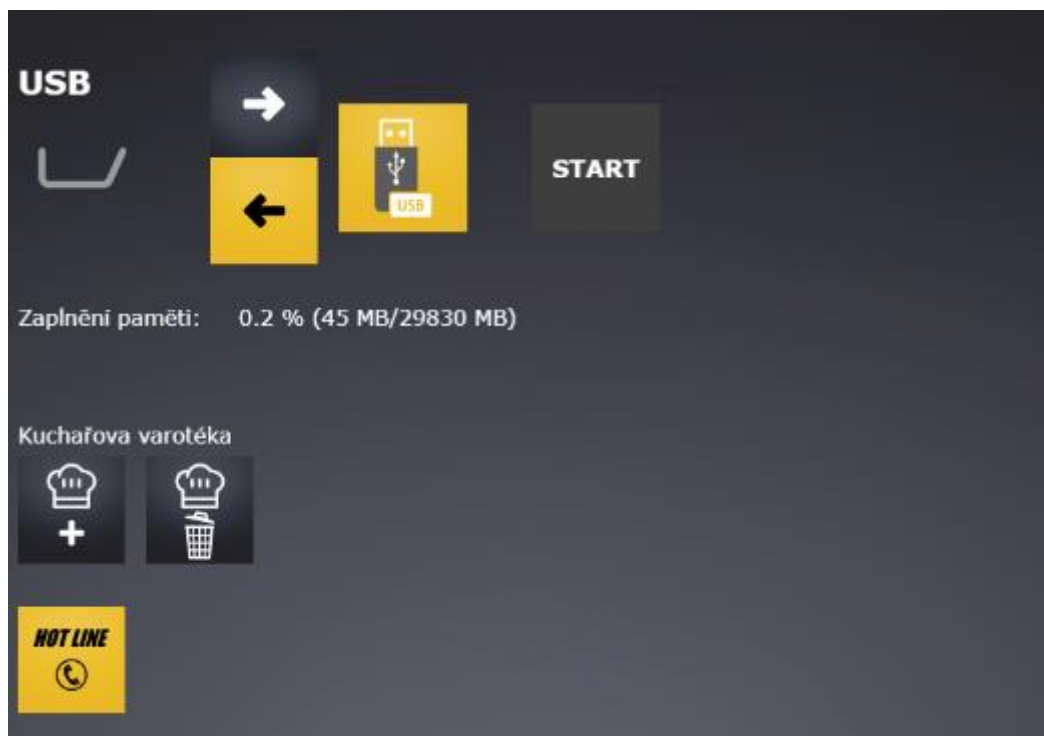 USB
USB
START
Zaplnění paměti: 0.2 % (45 MB/29830 MB)
Kuchařova varotéka
HOT LINE